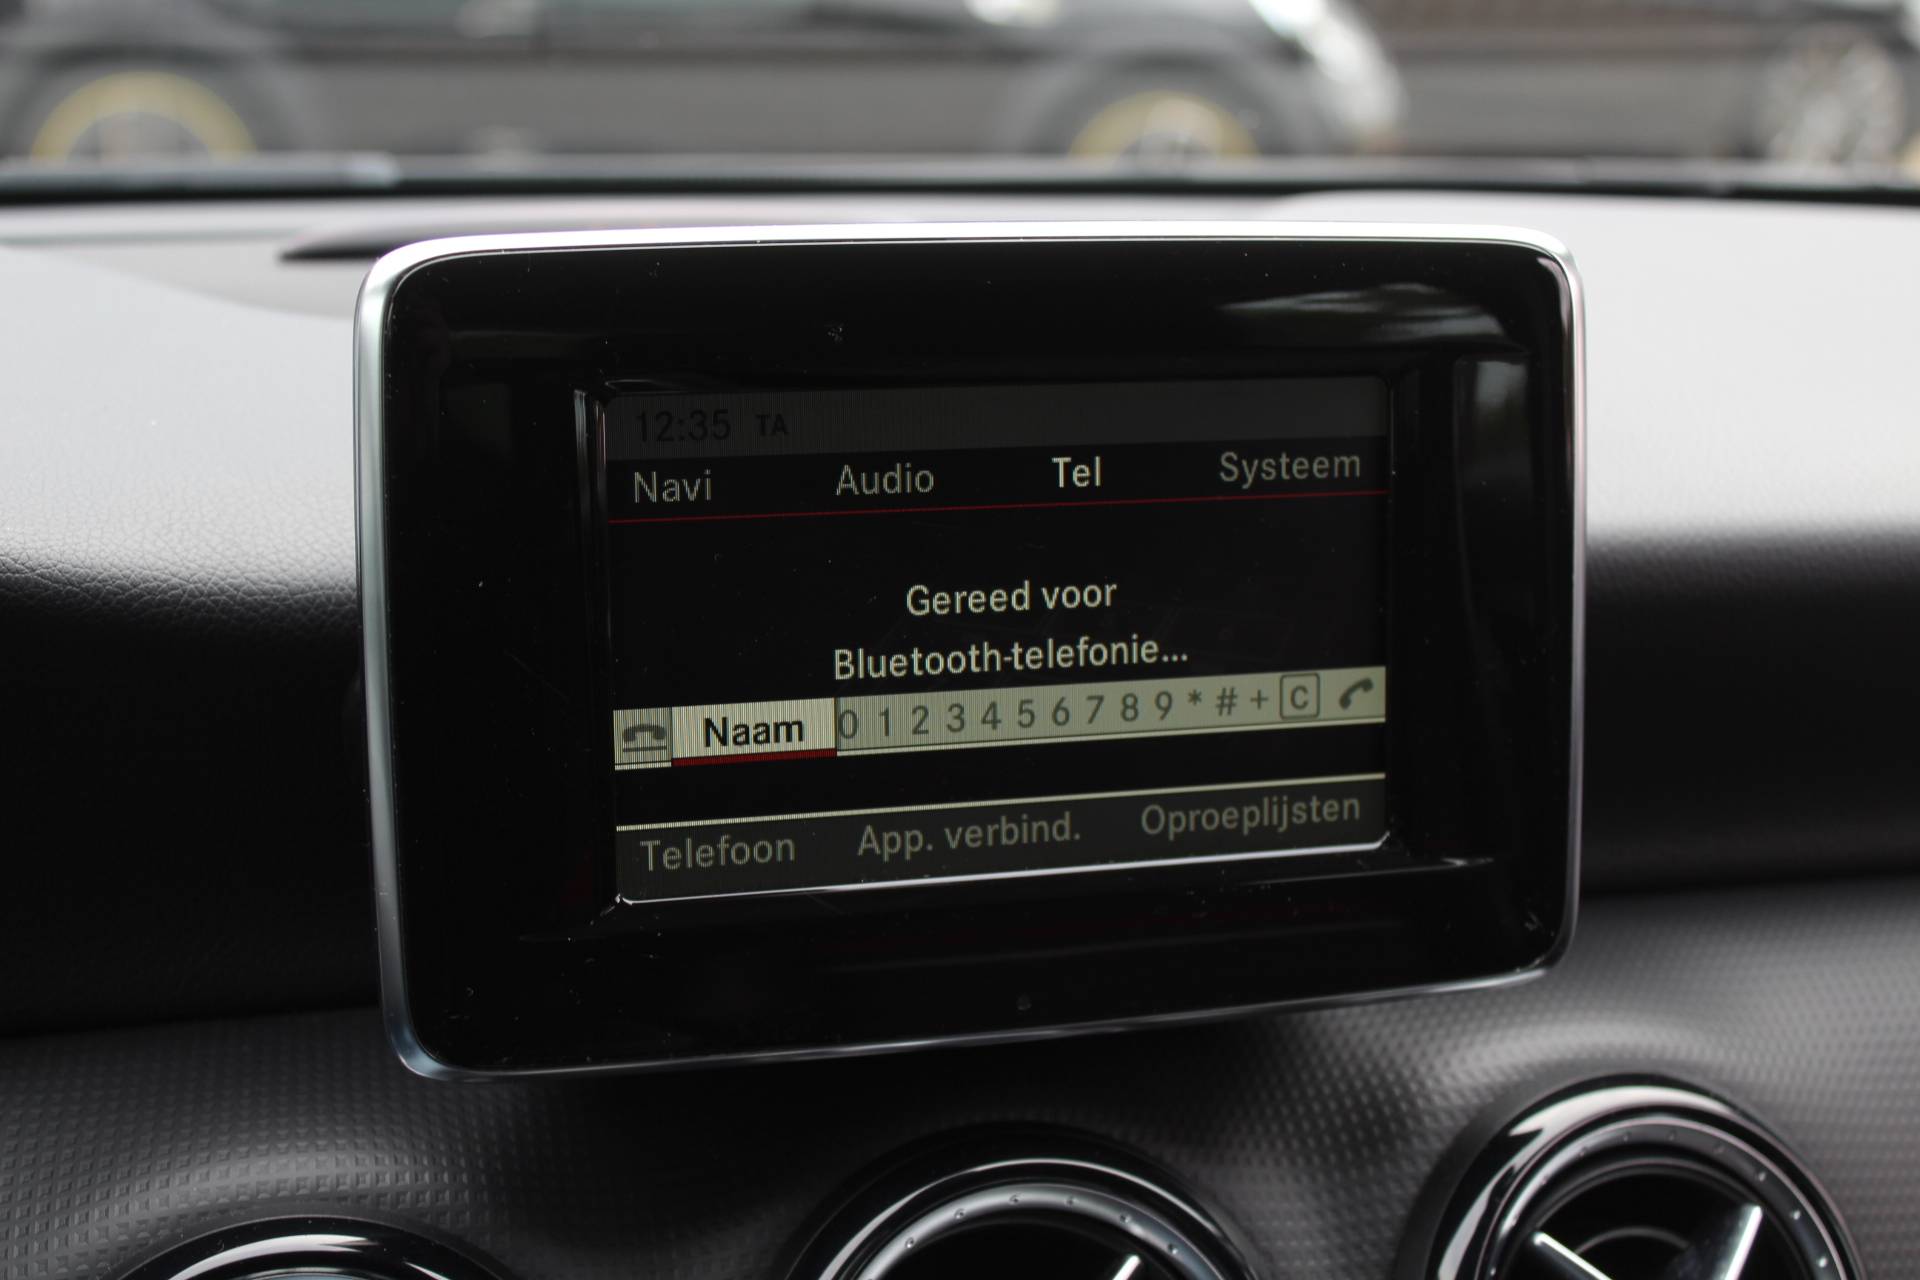 12:35 TA
Navi Audio Tel Systeem
Gereed voor
Bluetooth-telefonie...
Naam 0 1 2 3 4 5 6 7 8 9 * # + C
Telefoon App. verbind. Oproeplijsten